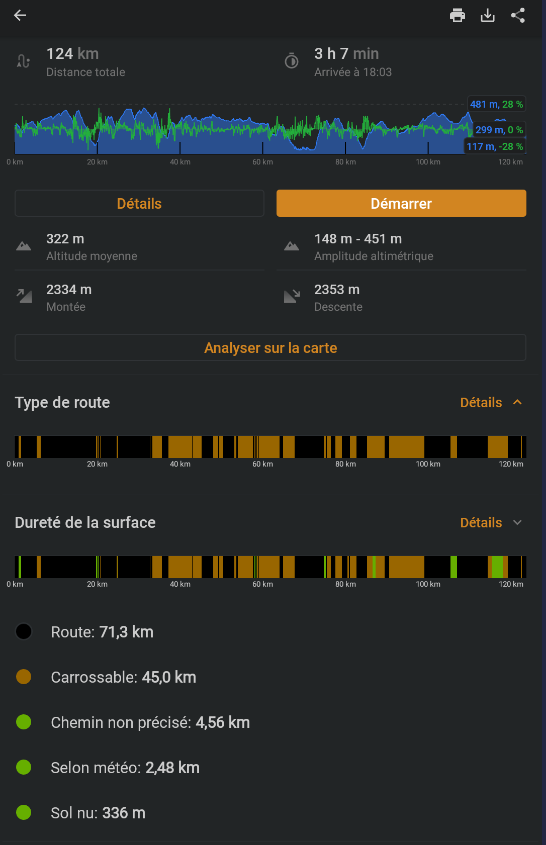 124 km
Distance totale
3 h 7 min
Arrivée à 18:03
481 m, 28 %
299 m, 0 %
117 m, -28 %
0 km 20 km 40 km 60 km 80 km 100 km 120 km
Détails
Démarrer
322 m
Altitude moyenne
148 m - 451 m
Amplitude altimétrique
2334 m
Montée
2353 m
Descente
Analyser sur la carte
Type de route
Détails
0 km 20 km 40 km 60 km 80 km 100 km 120 km
Dureté de la surface
Détails
0 km 20 km 40 km 60 km 80 km 100 km 120 km
Route: 71,3 km
Carrossable: 45,0 km
Chemin non précisé: 4,56 km
Selon météo: 2,48 km
Sol nu: 336 m